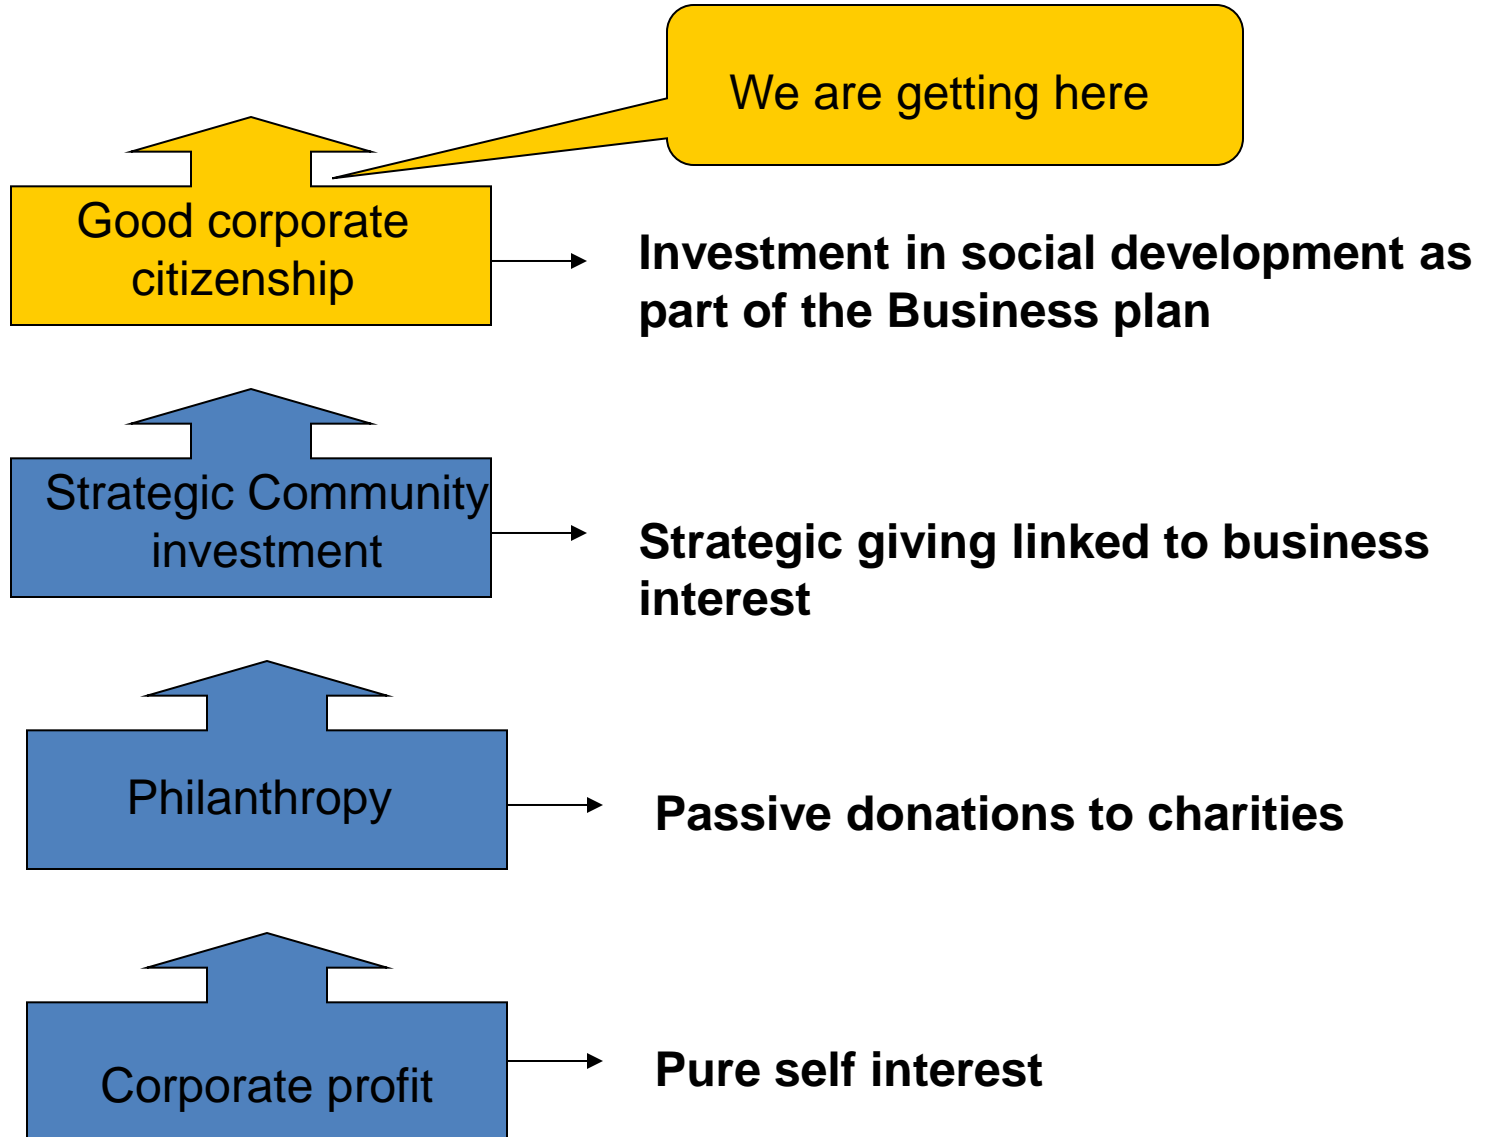 We are getting here
Good corporate
citizenship
Investment in social development as
part of the Business plan
Strategic Community
investment
Strategic giving linked to business
interest
Philanthropy
Passive donations to charities
Corporate profit
Pure self interest